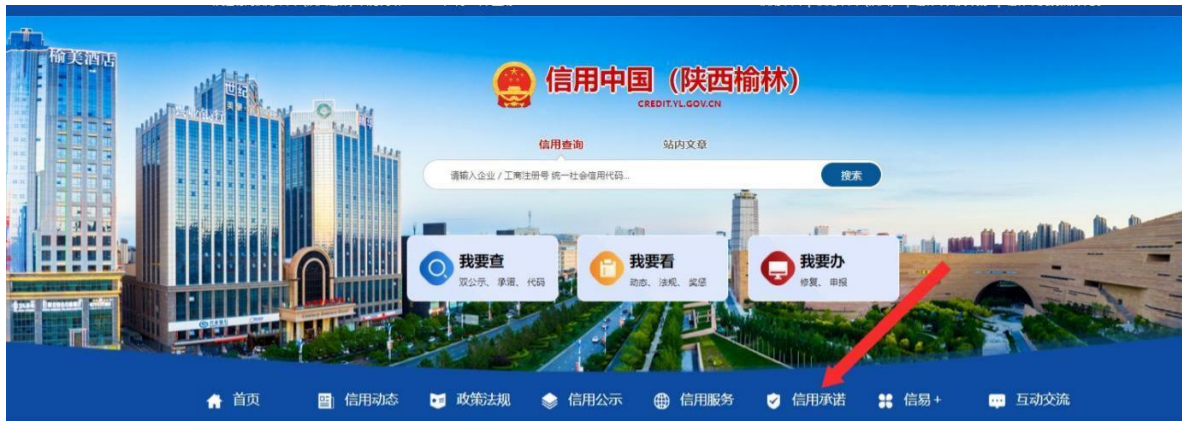 榆美酒店
世纪
信用中国（陕西榆林）
CREDIT.YL.GOV.CN
信用查询 站内文章
请输入企业 / 工商注册号 统一社会信用代码... 搜索
我要查 我要看 我要办
双公示、承诺、代码 动态、法规、奖惩 修复、申报
首页 信用动态 政策法规 信用公示 信用服务 信用承诺 信易+ 互动交流